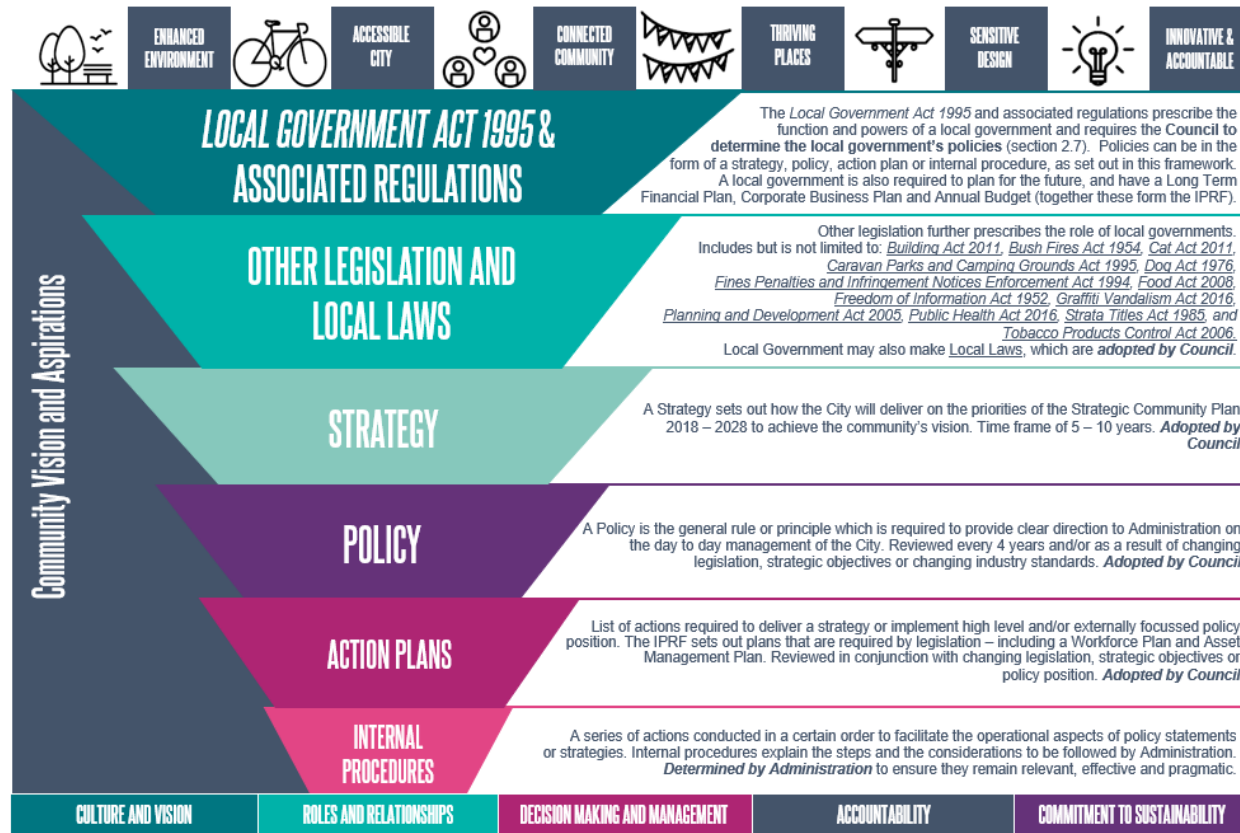 ENHANCED
ENVIRONMENT
ACCESSIBLE
CITY
CONNECTED
COMMUNITY
THRIVING
PLACES
SENSITIVE
DESIGN
INNOVATIVE &
ACCOUNTABLE
Community Vision and Aspirations
LOCAL GOVERNMENT ACT 1995 &
ASSOCIATED REGULATIONS
The Local Government Act 1995 and associated regulations prescribe the
function and powers of a local government and requires the Council to
determine the local government's policies (section 2.7). Policies can be in the
form of a strategy, policy, action plan or internal procedure, as set out in this framework.
A local government is also required to plan for the future, and have a Long Term
Financial Plan, Corporate Business Plan and Annual Budget (together these form the IPRF).
OTHER LEGISLATION AND
LOCAL LAWS
Other legislation further prescribes the role of local governments.
Includes but is not limited to: Building Act 2011, Bush Fires Act 1954, Cat Act 2011,
Caravan Parks and Camping Grounds Act 1995, Dog Act 1976,
Fines Penalties and Infringement Notices Enforcement Act 1994, Food Act 2008,
Freedom of Information Act 1952, Graffiti Vandalism Act 2016,
Planning and Development Act 2005, Public Health Act 2016, Strata Titles Act 1985, and
Tobacco Products Control Act 2006.
Local Government may also make Local Laws, which are adopted by Council.
STRATEGY
A Strategy sets out how the City will deliver on the priorities of the Strategic Community Plan
2018 – 2028 to achieve the community's vision. Time frame of 5 – 10 years. Adopted by
Council
POLICY
A Policy is the general rule or principle which is required to provide clear direction to Administration on
the day to day management of the City. Reviewed every 4 years and/or as a result of changing
legislation, strategic objectives or changing industry standards. Adopted by Council
ACTION PLANS
List of actions required to deliver a strategy or implement high level and/or externally focussed policy
position. The IPRF sets out plans that are required by legislation – including a Workforce Plan and Asset
Management Plan. Reviewed in conjunction with changing legislation, strategic objectives or
policy position. Adopted by Council
INTERNAL
PROCEDURES
A series of actions conducted in a certain order to facilitate the operational aspects of policy statements
or strategies. Internal procedures explain the steps and the considerations to be followed by Administration.
Determined by Administration to ensure they remain relevant, effective and pragmatic.
CULTURE AND VISION
ROLES AND RELATIONSHIPS
DECISION MAKING AND MANAGEMENT
ACCOUNTABILITY
COMMITMENT TO SUSTAINABILITY